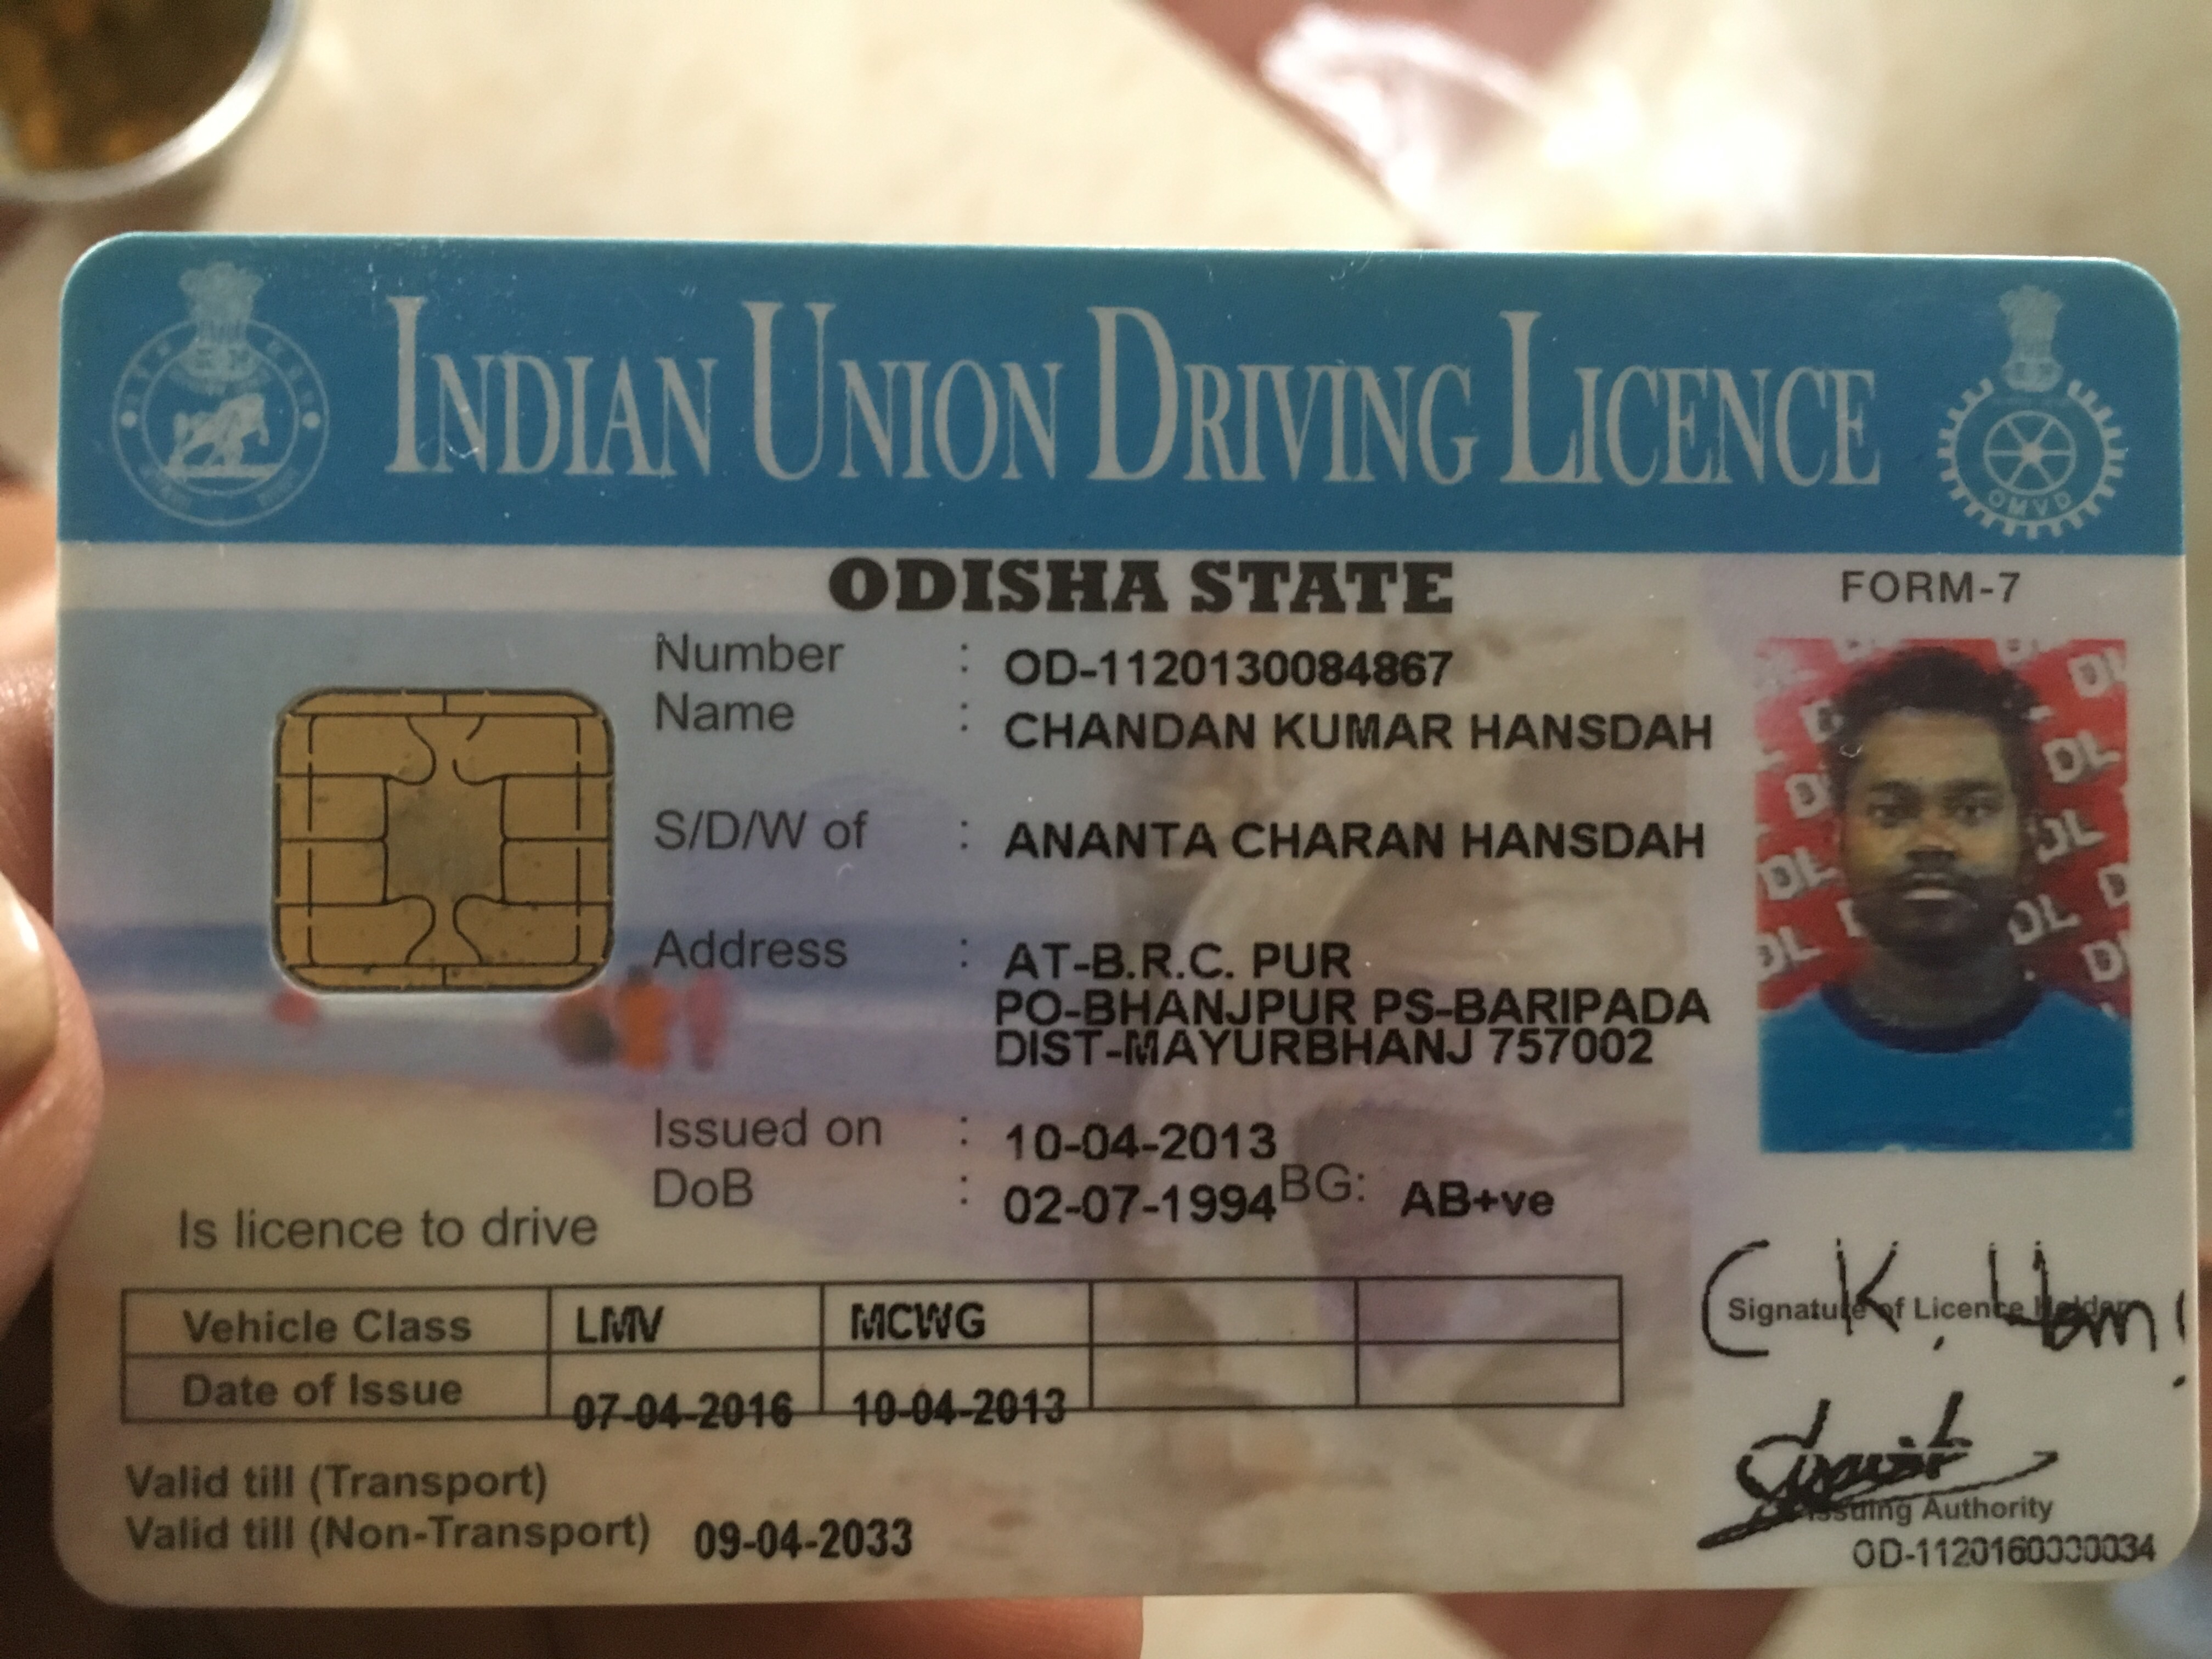 INDIAN UNION DRIVING LICENCE
OMVD
ODISHA STATE
FORM-7
Number : OD-1120130084867
Name : CHANDAN KUMAR HANSDAH
S/D/W of : ANANTA CHARAN HANSDAH
Address : AT-B.R.C. PUR
PO-BHANJPUR PS-BARIPADA
DIST-MAYURBHANJ 757002
Issued on : 10-04-2013
DoB : 02-07-1994 BG: AB+ve
Is licence to drive
Vehicle Class LMV MCWG
Date of Issue 07-04-2016 10-04-2013
Valid till (Transport)
Valid till (Non-Transport) 09-04-2033
C K.
Signature of Licence Holder
Issuing Authority